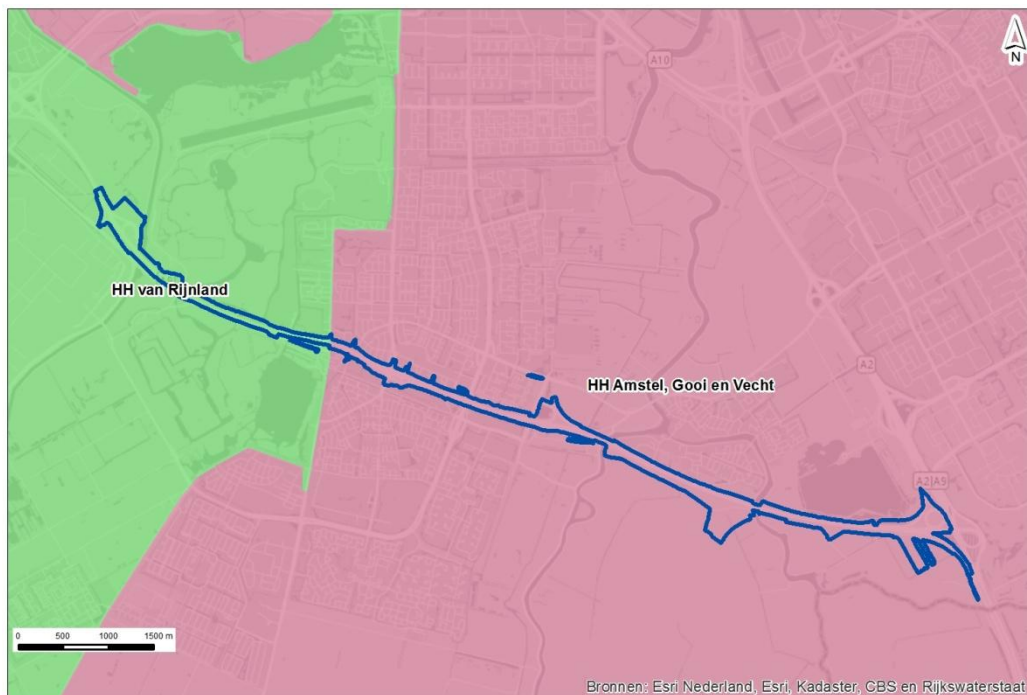 A10
N
HH van Rijnland
A2
HH Amstel, Gooi en Vecht
A2|A9
0 500 1000 1500 m
Bronnen: Esri Nederland, Esri, Kadaster, CBS en Rijkswaterstaat